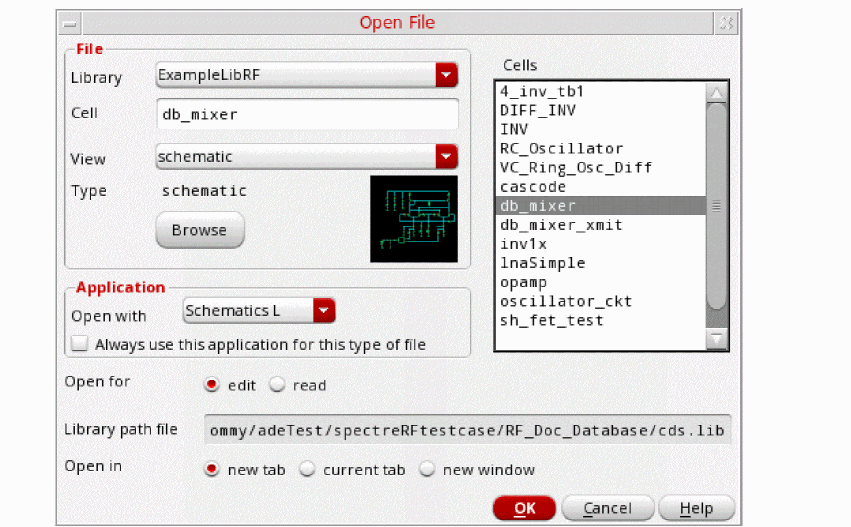 Open File
File
Library ExampleLibRF
Cell db_mixer
View schematic
Type schematic
Browse
Cells
4_inv_tb1
DIFF_INV
INV
RC_Oscillator
VC_Ring_Osc_Diff
cascode
db_mixer
db_mixer_xmit
inv1x
lnaSimple
opamp
oscillator_ckt
sh_fet_test
Application
Open with Schematics L
Always use this application for this type of file
Open for edit read
Library path file ommy/adeTest/spectreRFtestcase/RF_Doc_Database/cds.lib
Open in new tab current tab new window
OK Cancel Help